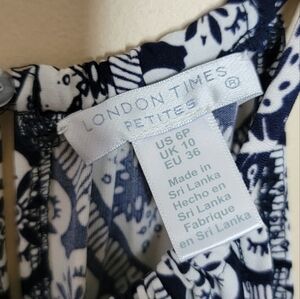 LONDON TIMES®
PETITES
US 6P
UK 10
EU 36
Made in
Sri Lanka
Hecho en
Sri Lanka
Fabrique
en Sri Lanka